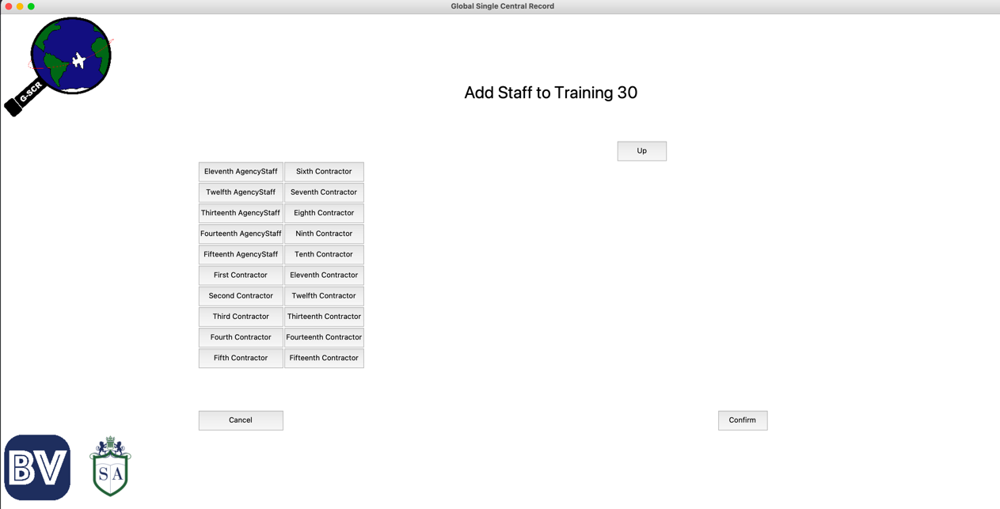 Global Single Central Record
G-SCR
Add Staff to Training 30
Up
Eleventh AgencyStaff Sixth Contractor
Twelfth AgencyStaff Seventh Contractor
Thirteenth AgencyStaff Eighth Contractor
Fourteenth AgencyStaff Ninth Contractor
Fifteenth AgencyStaff Tenth Contractor
First Contractor Eleventh Contractor
Second Contractor Twelfth Contractor
Third Contractor Thirteenth Contractor
Fourth Contractor Fourteenth Contractor
Fifth Contractor Fifteenth Contractor
Cancel Confirm
BV
SA